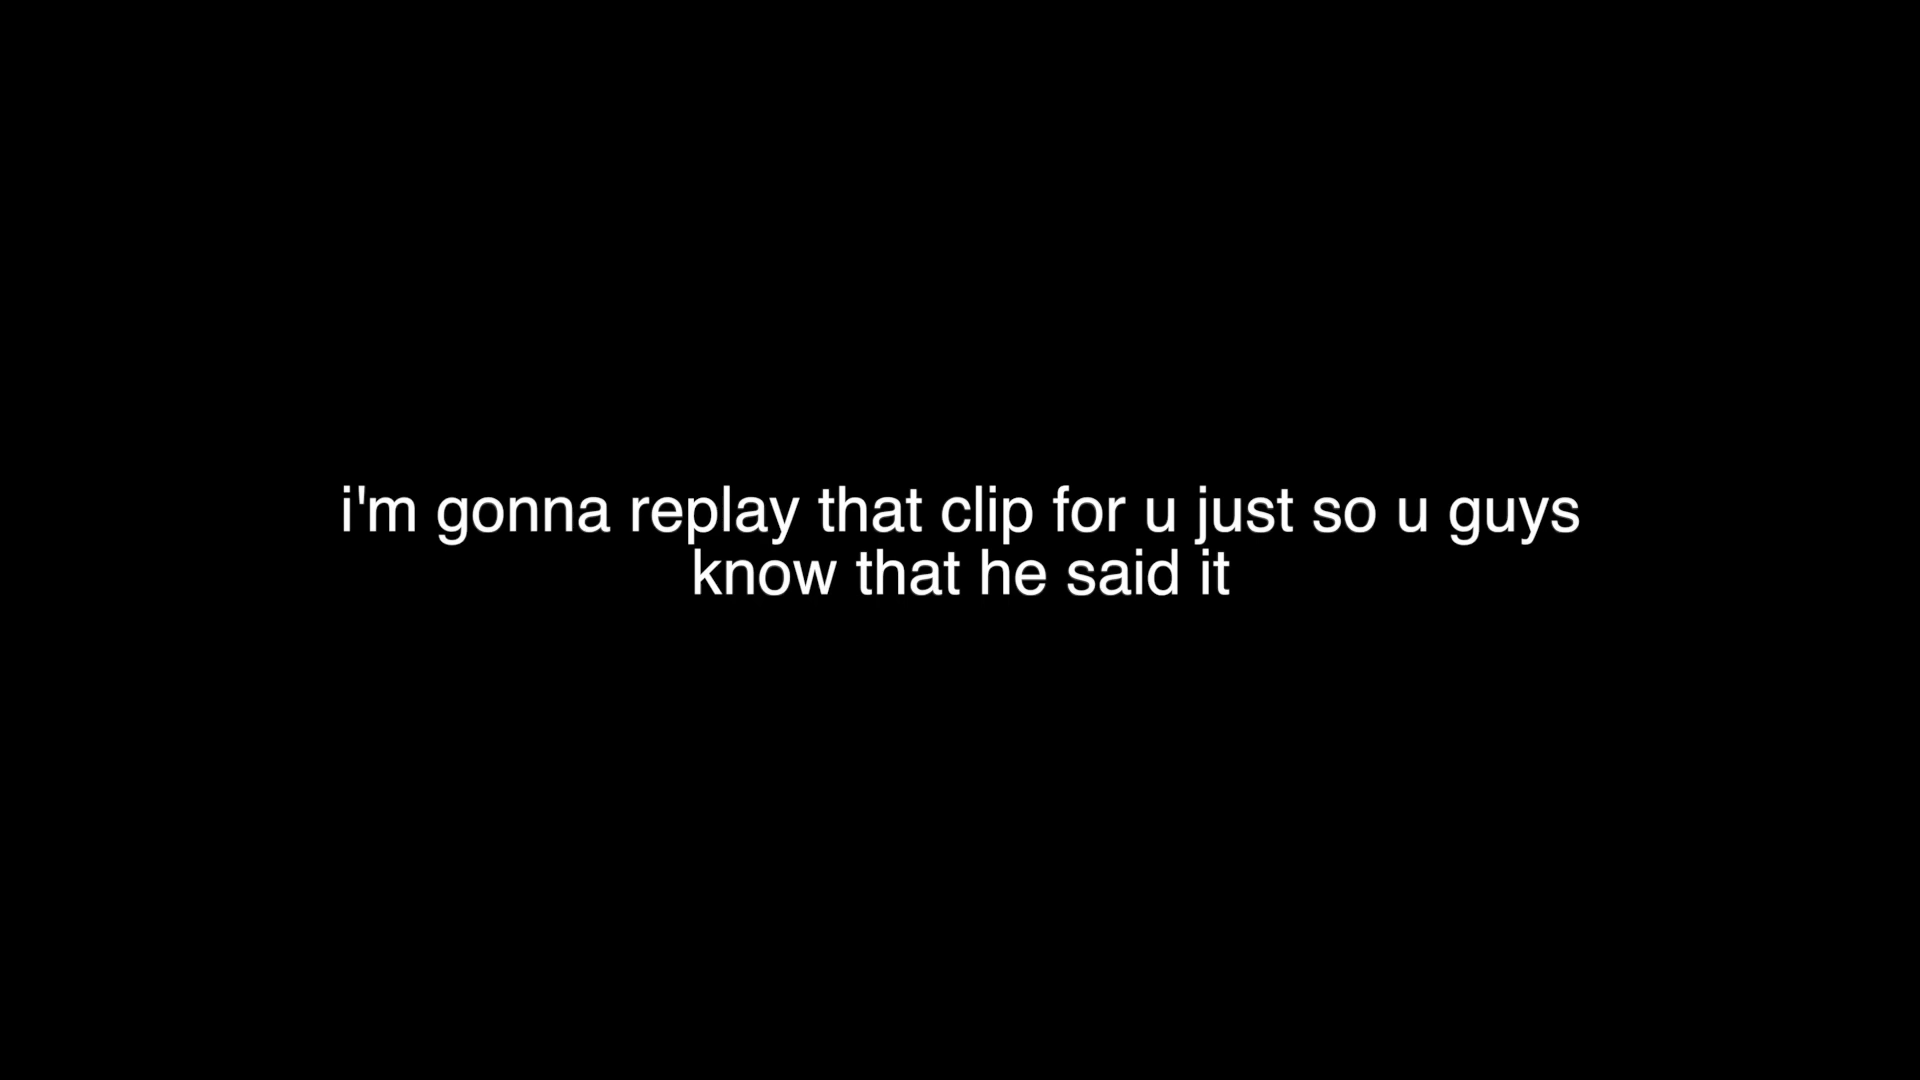 i'm gonna replay that clip for u just so u guys
know that he said it